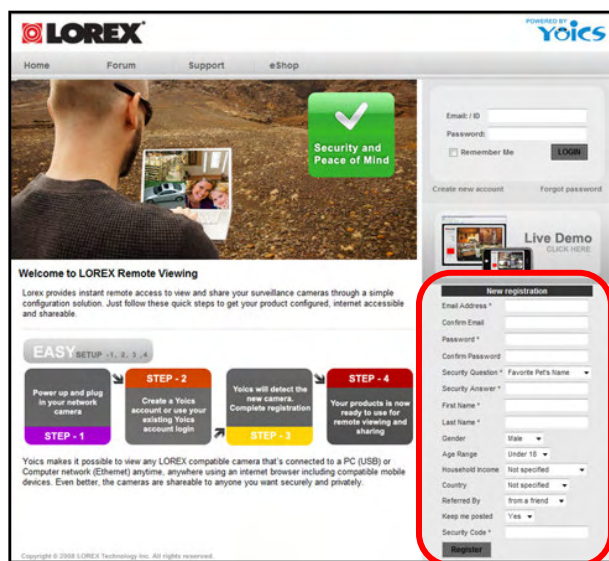 LOREX
POWERED BY
Yoics
Home Forum Support eShop
Security and
Peace of Mind
Email: / ID
Password:
Remember Me LOGIN
Create new account Forgot password
Live Demo
CLICK HERE
Welcome to LOREX Remote Viewing
Lorex provides instant remote access to view and share your surveillance cameras through a simple
configuration solution. Just follow these quick steps to get your product configured, internet accessible
and shareable.
EASY SETUP -1, 2, 3 ,4
Power up and plug
in your network
camera
STEP - 1
STEP - 2
Create a Yoics
account or use your
existing Yoics
account login
Yoics will detect the
new camera.
Complete registration
STEP - 3
STEP - 4
Your products is now
ready to use for
remote viewing and
sharing
Yoics makes it possible to view any LOREX compatible camera that's connected to a PC (USB) or
Computer network (Ethernet) anytime, anywhere using an internet browser including compatible mobile
devices. Even better, the cameras are shareable to anyone you want securely and privately.
New registration
Email Address *
Confirm Email
Password *
Confirm Password
Security Question * Favorite Pet's Name
Security Answer *
First Name *
Last Name *
Gender Male
Age Range Under 18
Household Income Not specified
Country Not specified
Referred By from a friend
Keep me posted Yes
Security Code *
Register
Copyright © 2008 LOREX Technology Inc. All rights reserved.